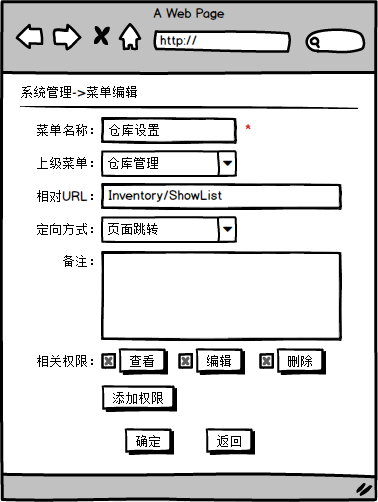 A Web Page
http://
系统管理->菜单编辑
菜单名称： 仓库设置 *
上级菜单： 仓库管理
相对URL： Inventory/ShowList
定向方式： 页面跳转
备注：
相关权限： 查看 编辑 删除
添加权限
确定 返回